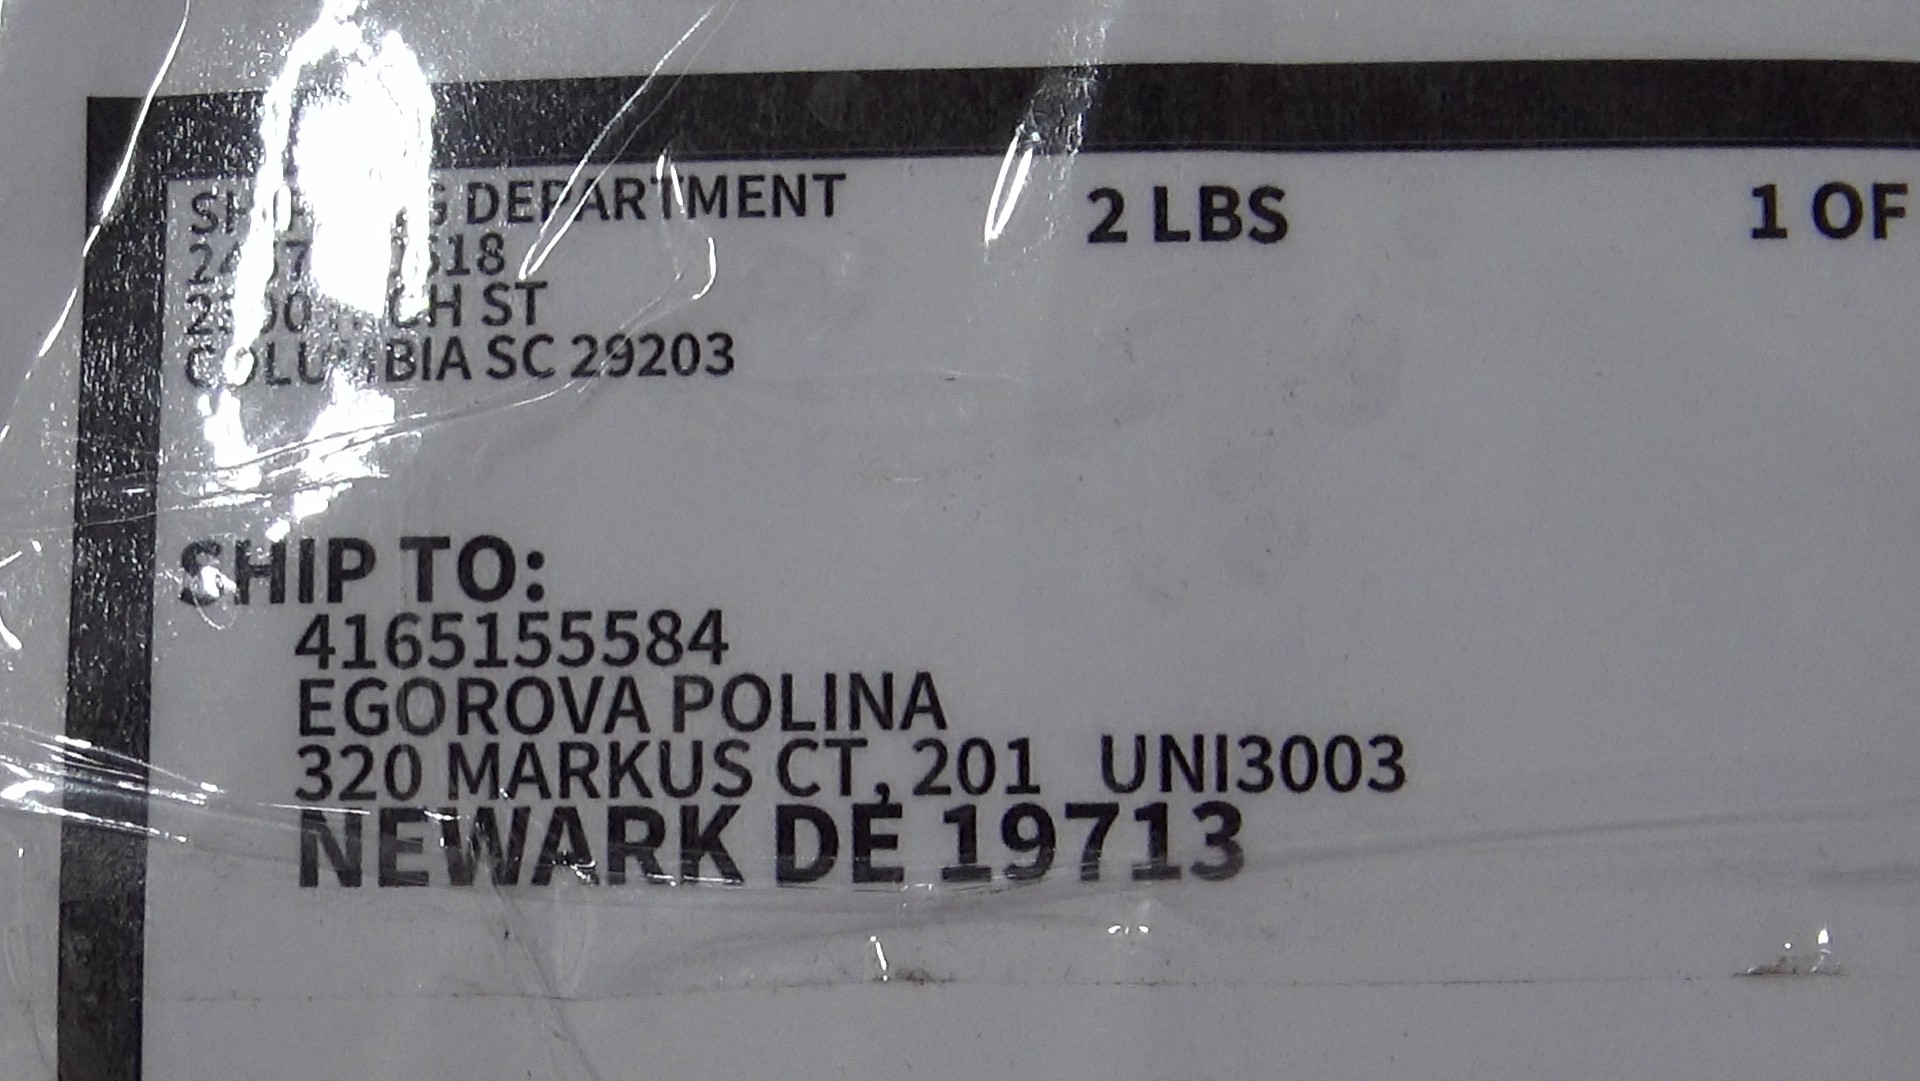 DEPARTMENT
2 LBS
1 OF
ST
COLUMBIA SC 29203
SHIP TO:
4165155584
EGOROVA POLINA
320 MARKUS CT, 201 UNI3003
NEWARK DE 19713